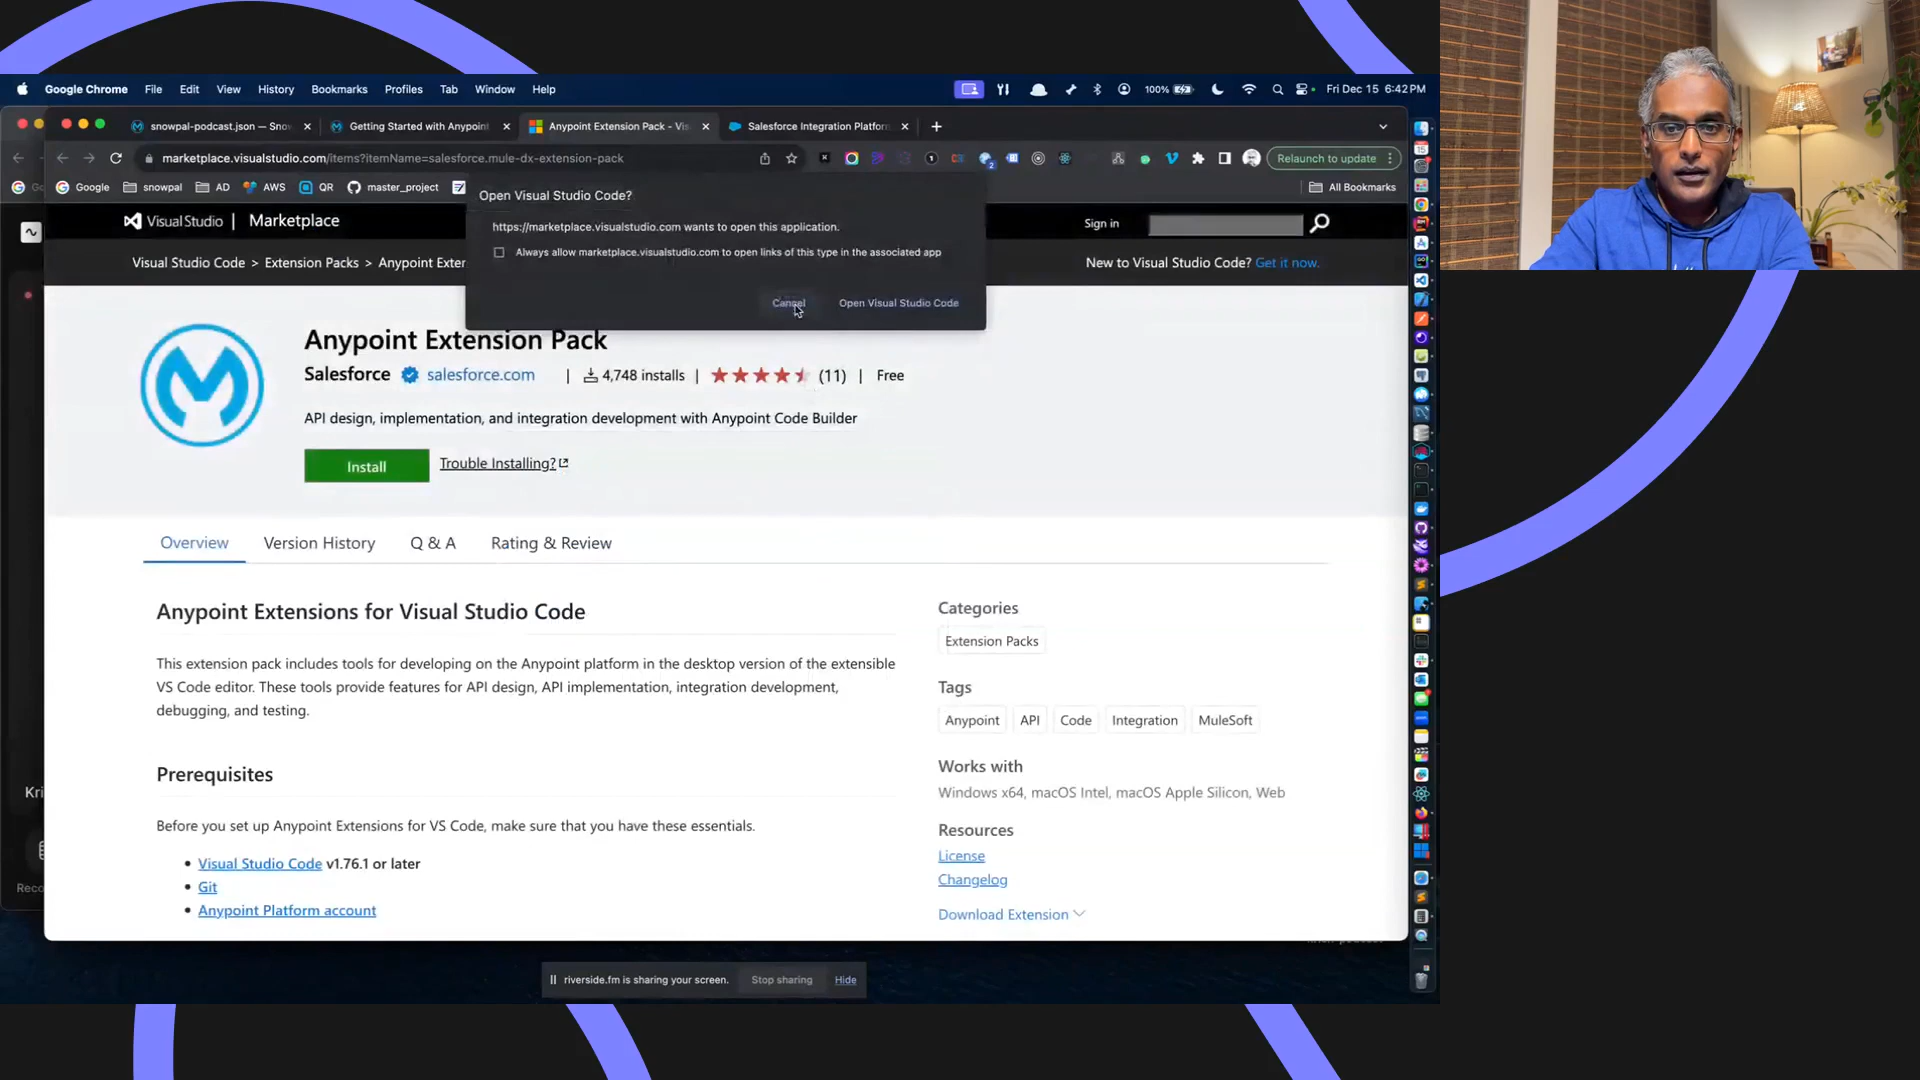 Google Chrome File Edit View History Bookmarks Profiles Tab Window Help 100% Fri Dec 15 6:42 PM
snowpal-podcast.json — Snow Getting Started with Anypoint Anypoint Extension Pack - Vis Salesforce Integration Platform
marketplace.visualstudio.com/items?itemName=salesforce.mule-dx-extension-pack Relaunch to update
Google snowpal AD AWS QR master_project All Bookmarks
Open Visual Studio Code?
https://marketplace.visualstudio.com wants to open this application.
Always allow marketplace.visualstudio.com to open links of this type in the associated app
Cancel Open Visual Studio Code
Visual Studio | Marketplace
Sign in
Visual Studio Code > Extension Packs > Anypoint Exter
New to Visual Studio Code? Get it now.
Anypoint Extension Pack
Salesforce salesforce.com | 4,748 installs | (11) | Free
API design, implementation, and integration development with Anypoint Code Builder
Install Trouble Installing?
Overview Version History Q & A Rating & Review
Anypoint Extensions for Visual Studio Code
This extension pack includes tools for developing on the Anypoint platform in the desktop version of the extensible
VS Code editor. These tools provide features for API design, API implementation, integration development,
debugging, and testing.
Prerequisites
Before you set up Anypoint Extensions for VS Code, make sure that you have these essentials.
• Visual Studio Code v1.76.1 or later
• Git
• Anypoint Platform account
Categories
Extension Packs
Tags
Anypoint API Code Integration MuleSoft
Works with
Windows x64, macOS Intel, macOS Apple Silicon, Web
Resources
License
Changelog
Download Extension
Kri
Reco
riverside.fm is sharing your screen. Stop sharing Hide